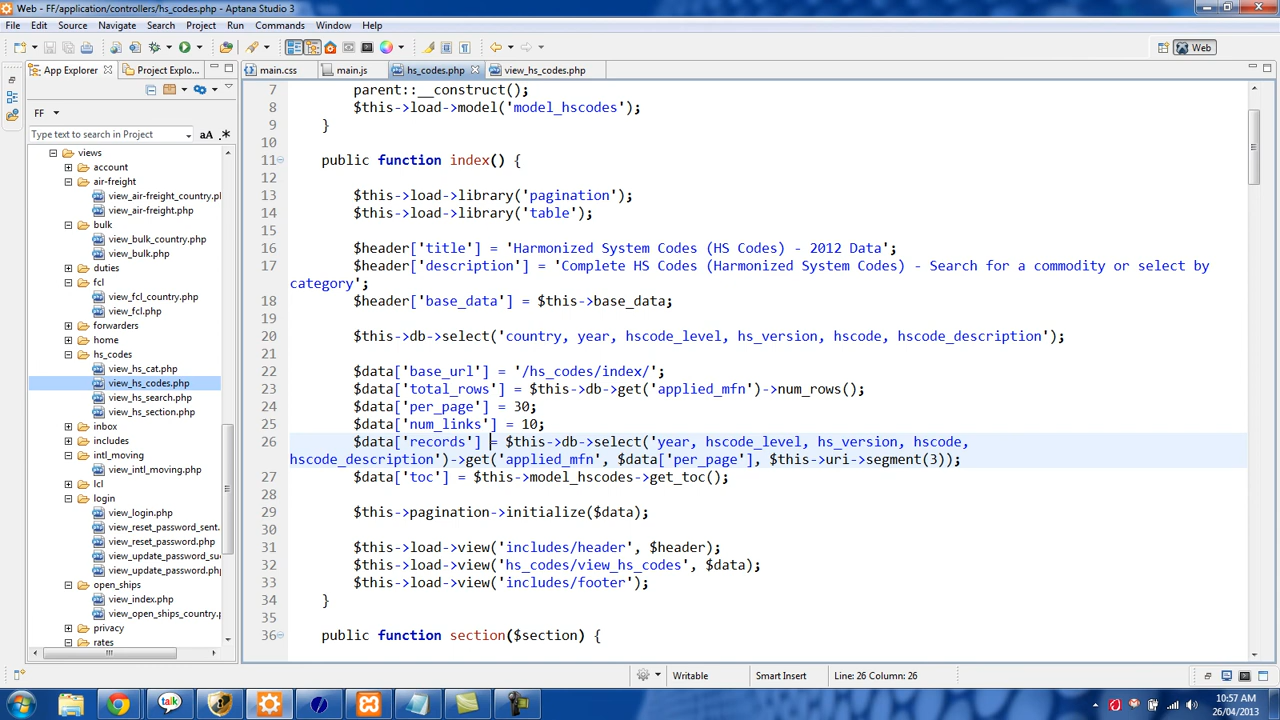 Web - FF/application/controllers/hs_codes.php - Aptana Studio 3
File Edit Source Navigate Search Project Run Commands Window Help
Web
App Explorer
Project Explo...
main.css
main.js
hs_codes.php
view_hs_codes.php
FF
Type text to search in Project
aA .*
views
account
air-freight
view_air-freight_country.ph
view_air-freight.php
bulk
view_bulk_country.php
view_bulk.php
duties
fcl
view_fcl_country.php
view_fcl.php
forwarders
home
hs_codes
view_hs_cat.php
view_hs_codes.php
view_hs_search.php
view_hs_section.php
inbox
includes
intl_moving
view_intl_moving.php
lcl
login
view_login.php
view_reset_password_sent.
view_reset_password.php
view_update_password_su
view_update_password.php
open_ships
view_index.php
view_open_ships_country.
privacy
rates
7 parent::__construct();
8 $this->load->model('model_hscodes');
9 }
10
11 public function index() {
12
13 $this->load->library('pagination');
14 $this->load->library('table');
15
16 $header['title'] = 'Harmonized System Codes (HS Codes) - 2012 Data';
17 $header['description'] = 'Complete HS Codes (Harmonized System Codes) - Search for a commodity or select by
category';
18 $header['base_data'] = $this->base_data;
19
20 $this->db->select('country, year, hscode_level, hs_version, hscode, hscode_description');
21
22 $data['base_url'] = '/hs_codes/index/';
23 $data['total_rows'] = $this->db->get('applied_mfn')->num_rows();
24 $data['per_page'] = 30;
25 $data['num_links'] = 10;
26 $data['records'] = $this->db->select('year, hscode_level, hs_version, hscode,
hscode_description')->get('applied_mfn', $data['per_page'], $this->uri->segment(3));
27 $data['toc'] = $this->model_hscodes->get_toc();
28
29 $this->pagination->initialize($data);
30
31 $this->load->view('includes/header', $header);
32 $this->load->view('hs_codes/view_hs_codes', $data);
33 $this->load->view('includes/footer');
34 }
35
36 public function section($section) {
Writable
Smart Insert
Line: 26 Column: 26
talk
10:57 AM
26/04/2013